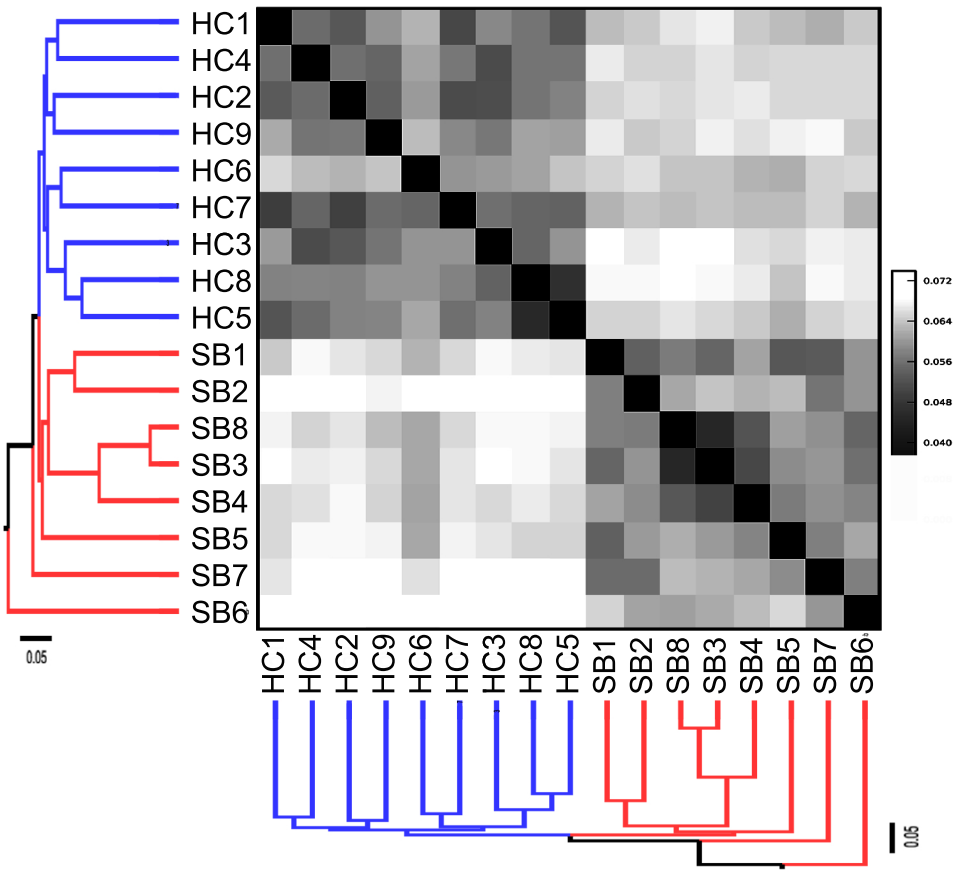 HC1
HC4
HC2
HC9
HC6
HC7
HC3
HC8
HC5
SB1
SB2
SB8
SB3
SB4
SB5
SB7
SB6
0.072
0.064
0.056
0.048
0.040
0.05
HC1 HC4 HC2 HC9 HC6 HC7 HC3 HC8 HC5 SB1 SB2 SB8 SB3 SB4 SB5 SB7 SB6
0.05